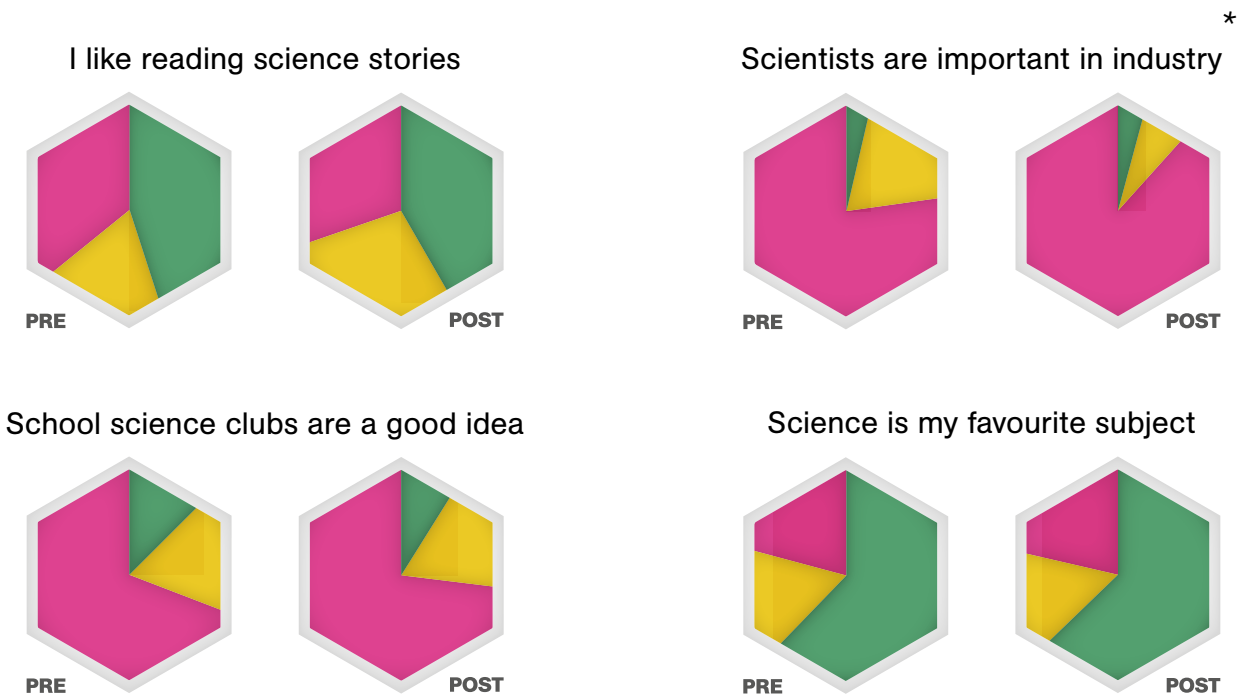 *
I like reading science stories
Scientists are important in industry
PRE
POST
PRE
POST
School science clubs are a good idea
Science is my favourite subject
PRE
POST
PRE
POST